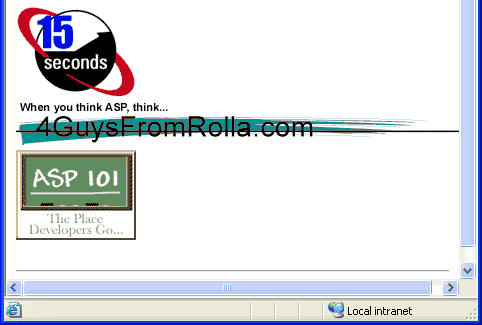 15
seconds
When you think ASP, think...
4GuysFromRolla.com
ASP 101
The Place
Developers Go...
Local intranet